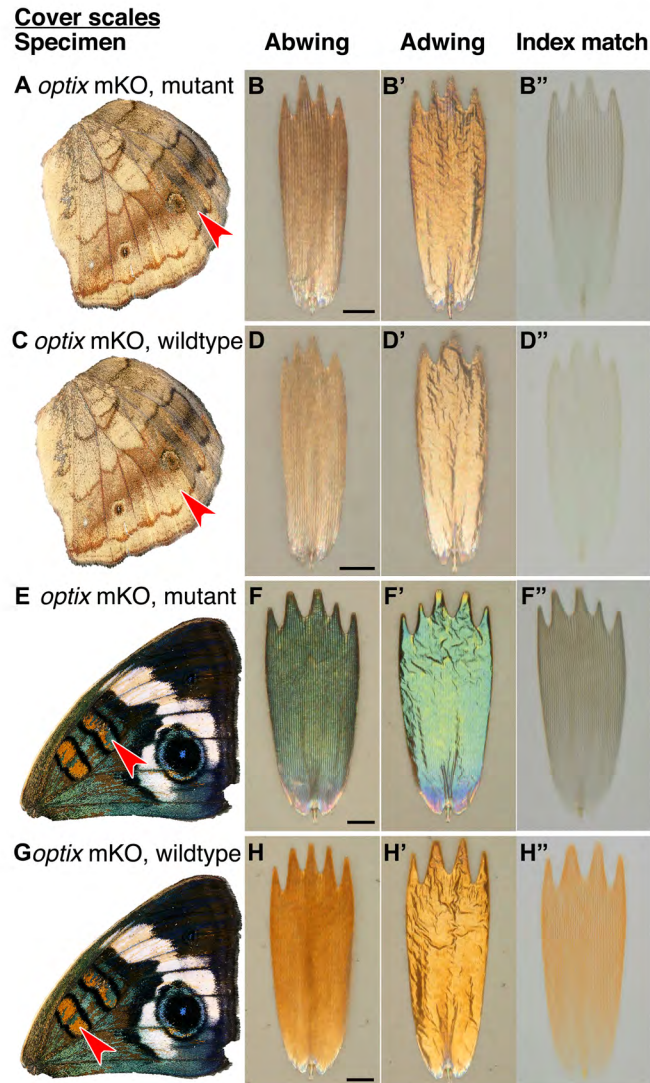 Cover scales
Specimen Abwing Adwing Index match
A optix mKO, mutant B B' B"
C optix mKO, wildtype D D' D"
E optix mKO, mutant F F' F"
G optix mKO, wildtype H H' H"